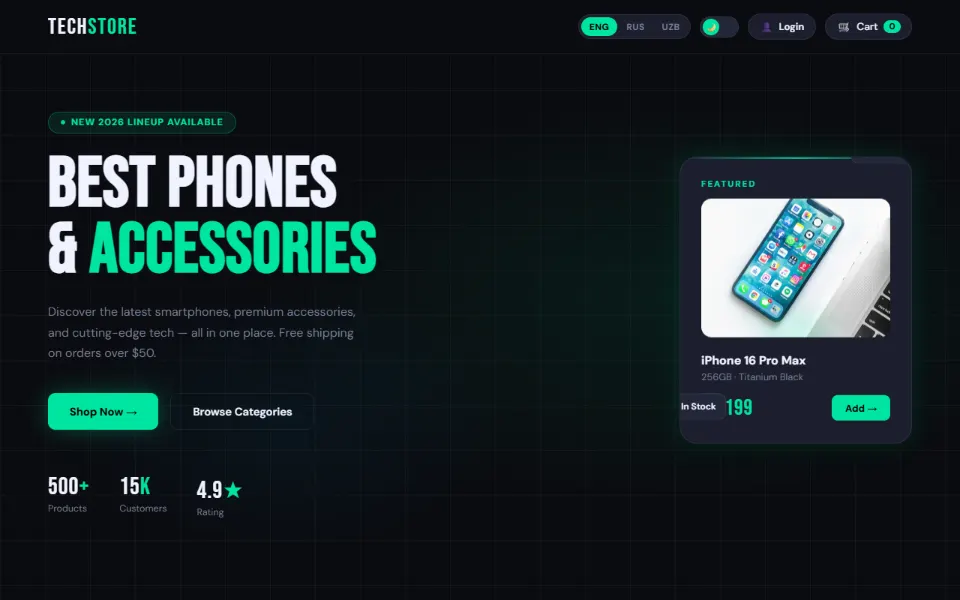 TECHSTORE
ENG RUS UZB
Login
Cart 0
NEW 2026 LINEUP AVAILABLE
BEST PHONES
& ACCESSORIES
Discover the latest smartphones, premium accessories,
and cutting-edge tech — all in one place. Free shipping
on orders over $50.
Shop Now →
Browse Categories
500+
Products
15K
Customers
4.9★
Rating
FEATURED
iPhone 16 Pro Max
256GB · Titanium Black
In Stock
199
Add →